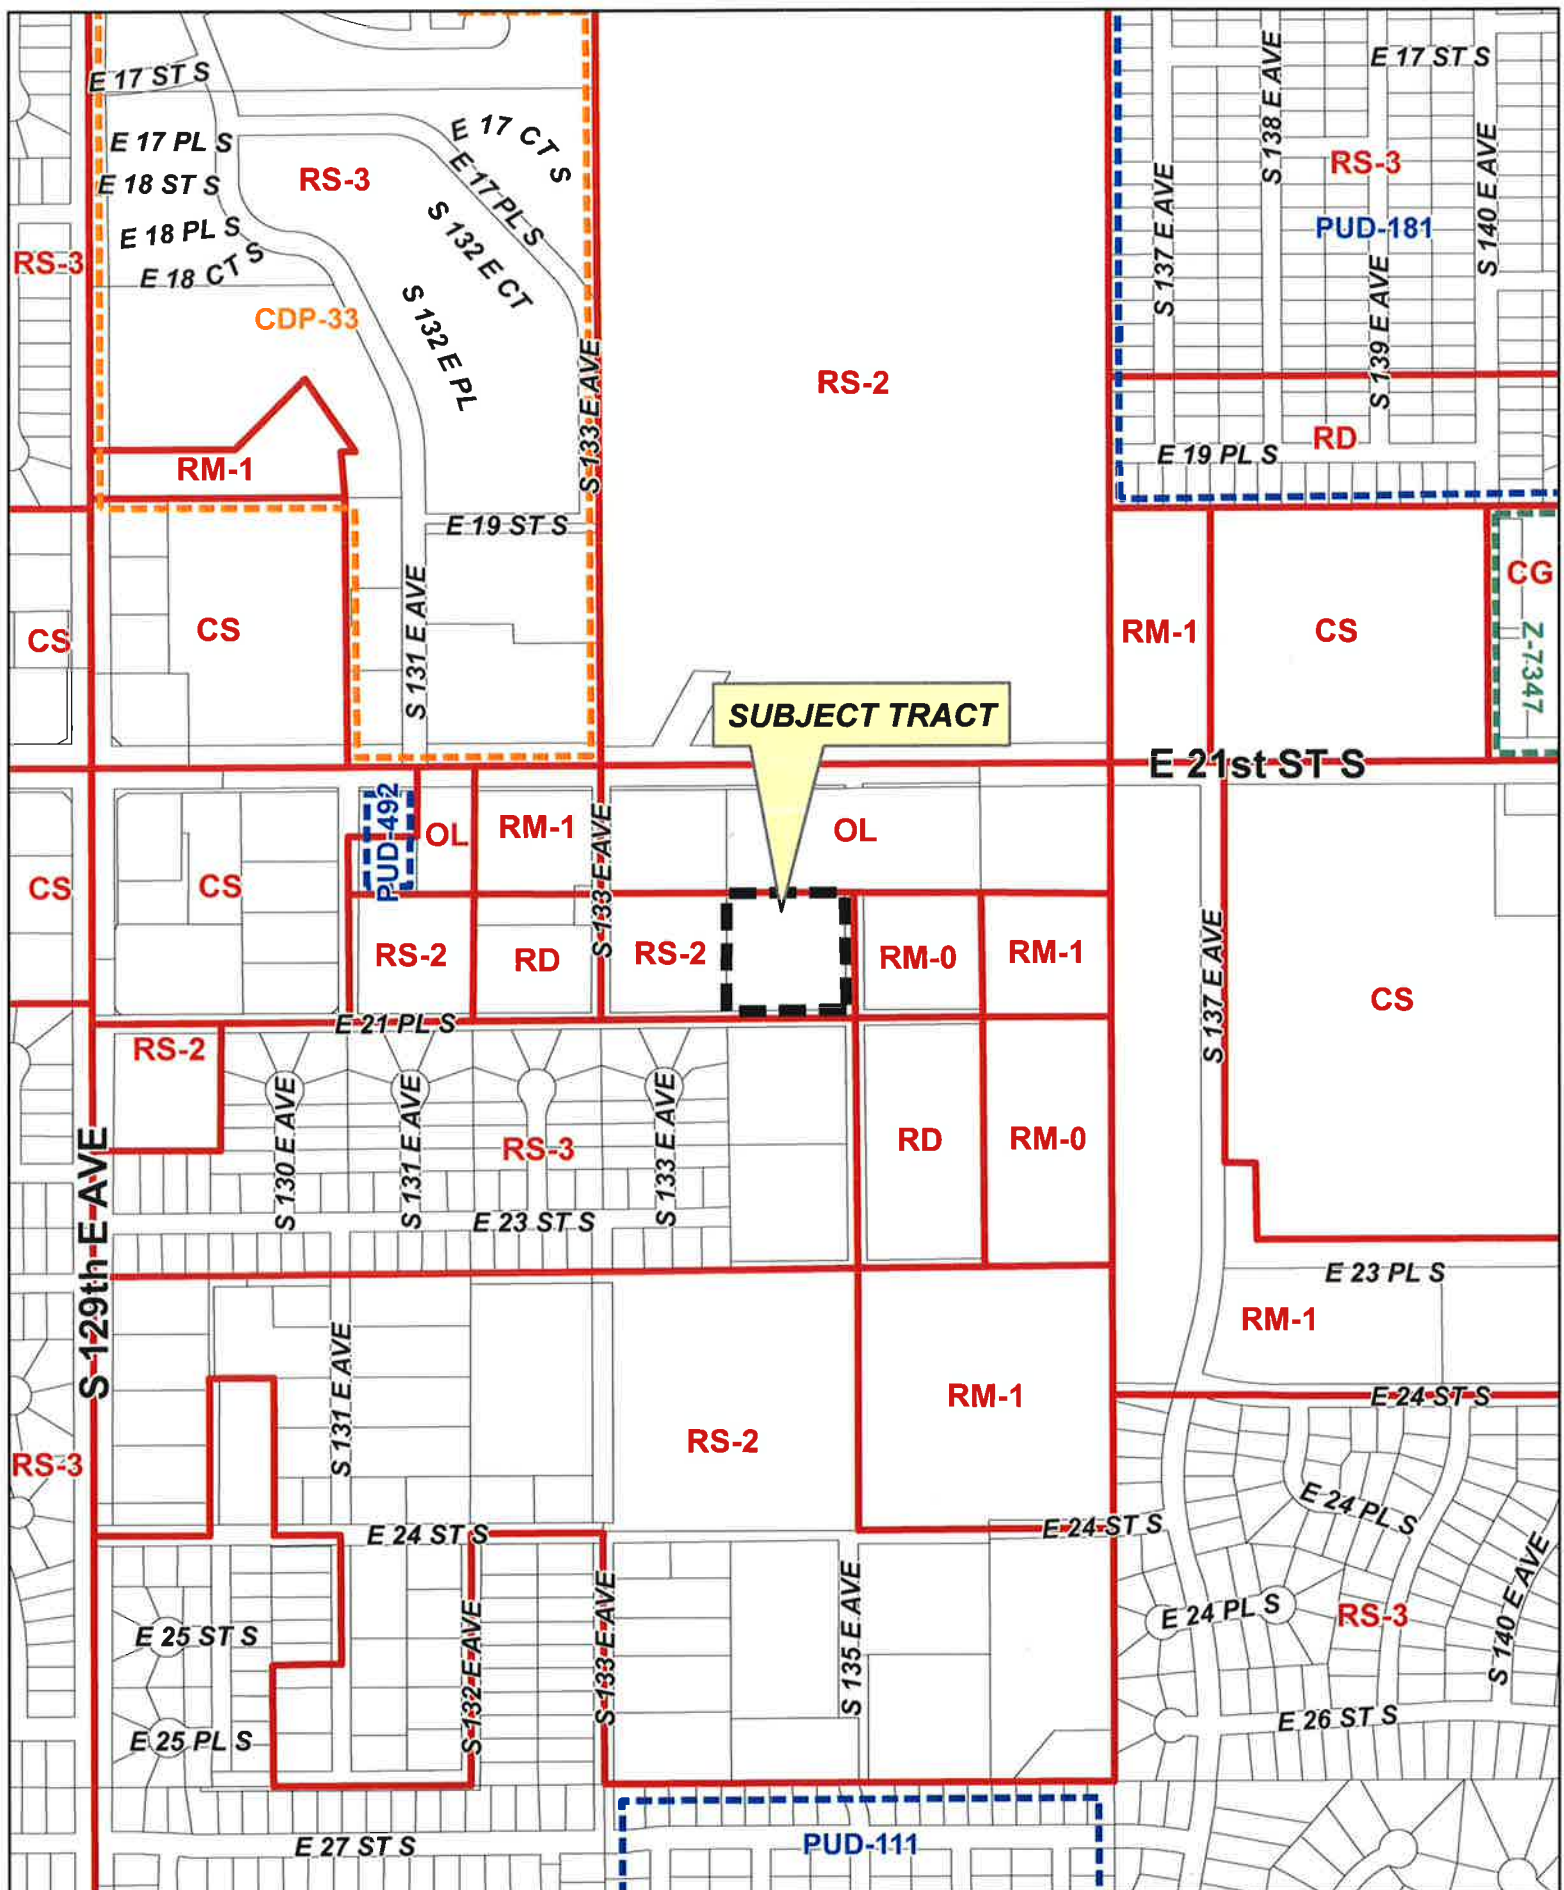 E 17 ST S
E 17 PL S
E 18 ST S
E 18 PL S
E 18 CT S
RS-3
E 17 CT S
E 17 PL S
S 132 E CT
S 132 E PL
CDP-33
RS-3
RM-1
S 133 E AVE
E 19 ST S
S 131 E AVE
CS
CS
RS-2
E 17 ST S
S 138 E AVE
S 137 E AVE
RS-3
PUD-181
S 140 E AVE
S 139 E AVE
RD
E 19 PL S
RM-1
CS
CG
Z-7347
SUBJECT TRACT
E 21st ST S
PUD-492
OL
RM-1
S 133 E AVE
OL
CS
CS
RS-2
RD
RS-2
RM-0
RM-1
S 137 E AVE
CS
E 21 PL S
RS-2
S 130 E AVE
S 131 E AVE
RS-3
S 133 E AVE
RD
RM-0
S 129th E AVE
E 23 ST S
E 23 PL S
RM-1
S 131 E AVE
RS-2
RM-1
E 24 ST S
RS-3
E 24 ST S
E 24 ST S
E 24 PL S
E 25 ST S
S 132 E AVE
S 133 E AVE
S 135 E AVE
E 24 PL S
RS-3
S 140 E AVE
E 25 PL S
E 26 ST S
E 27 ST S
PUD-111